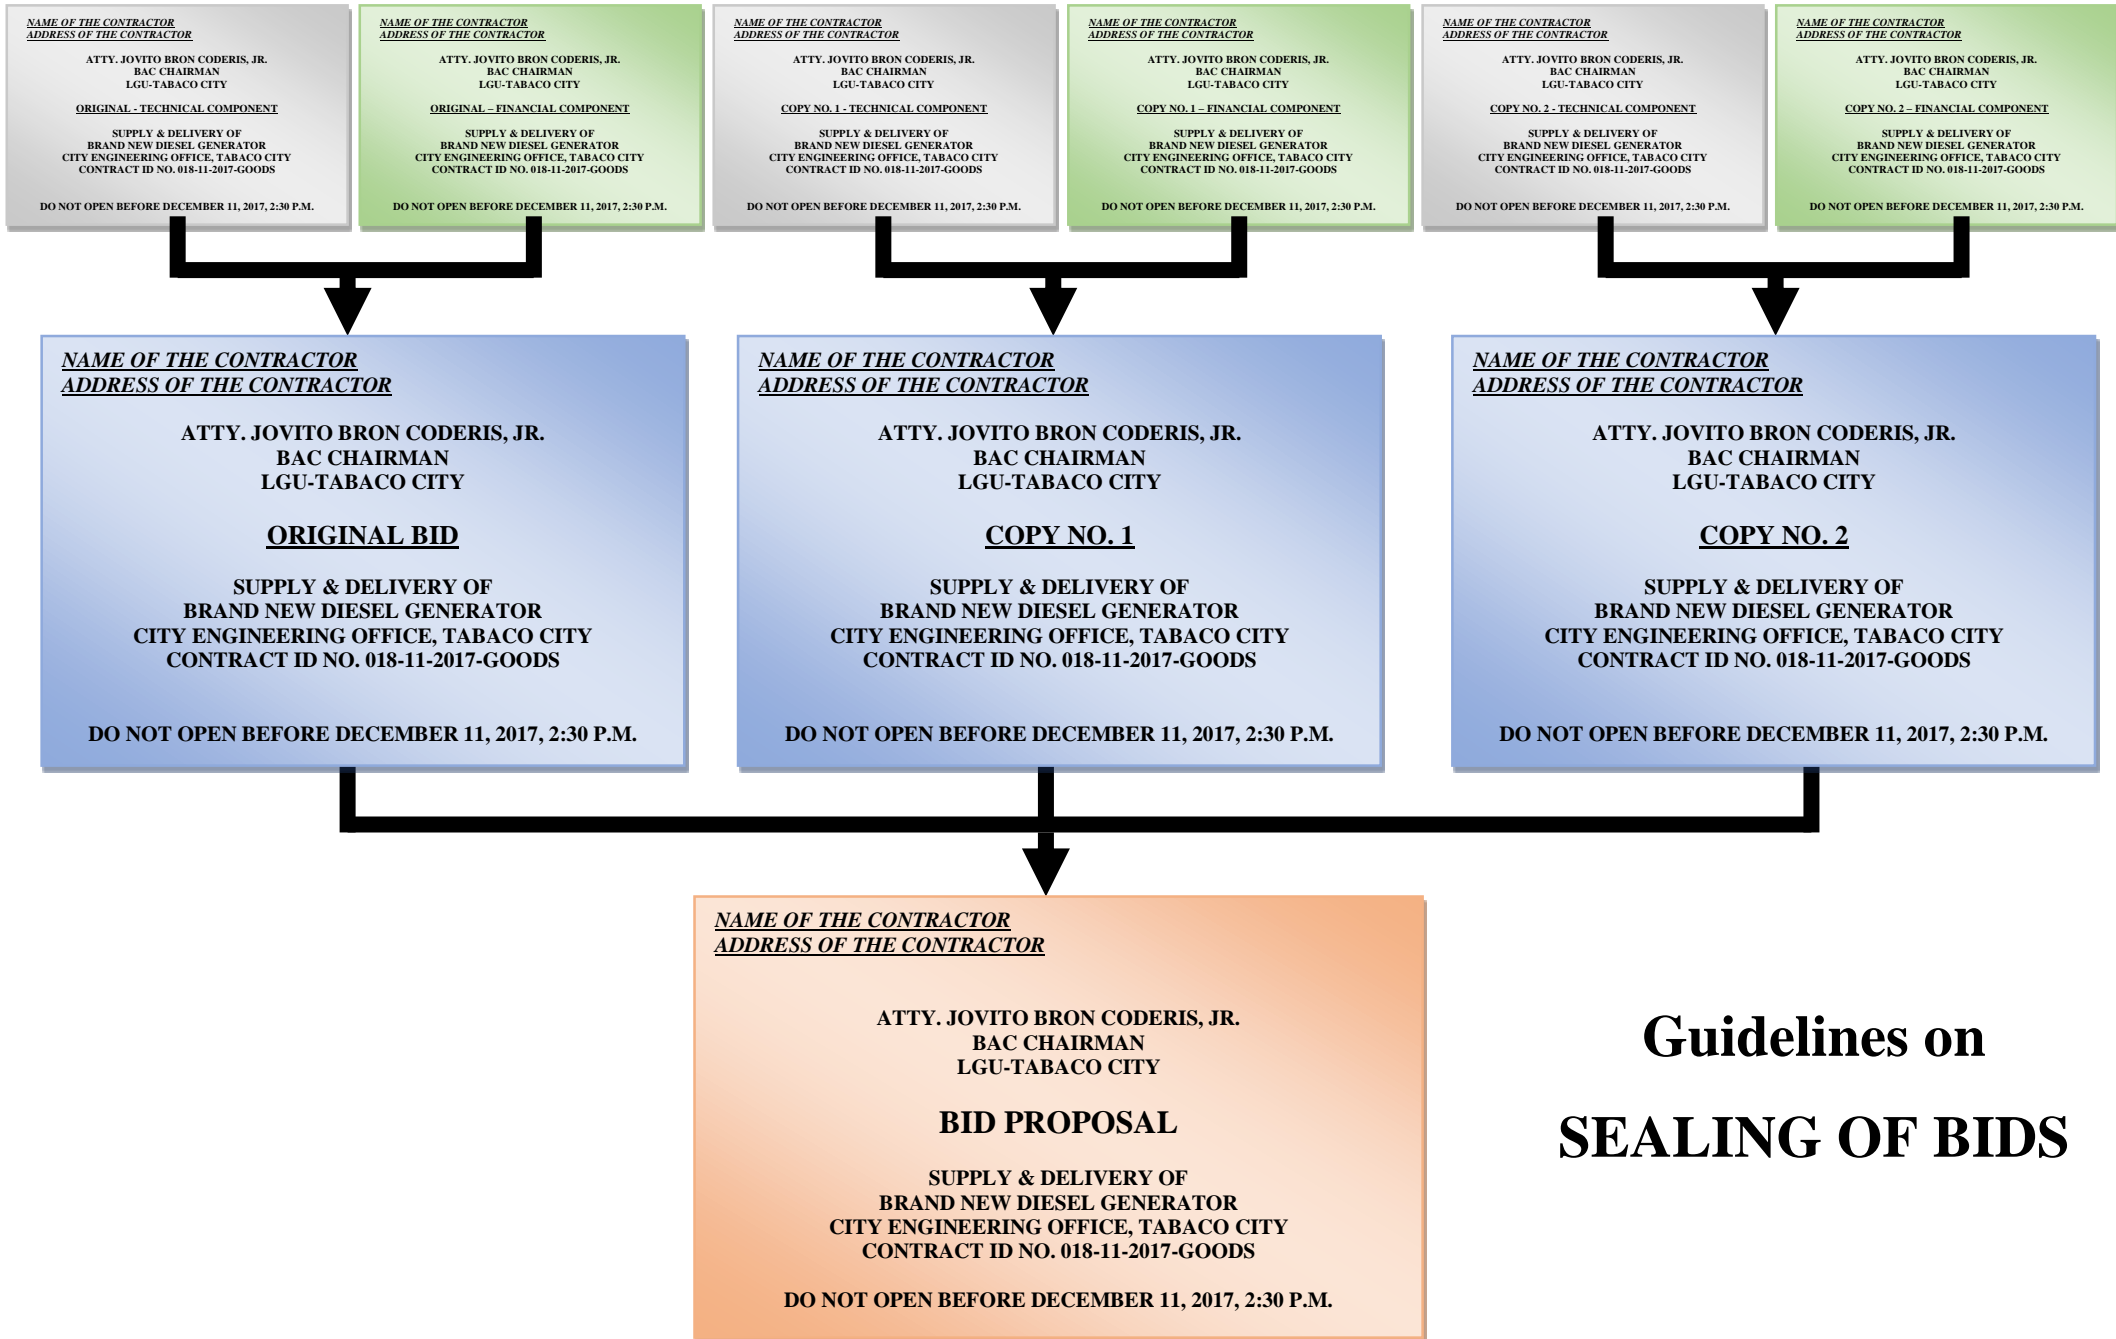 NAME OF THE CONTRACTOR
ADDRESS OF THE CONTRACTOR
ATTY. JOVITO BRON CODERIS, JR.
BAC CHAIRMAN
LGU-TABACO CITY
ORIGINAL - TECHNICAL COMPONENT
SUPPLY & DELIVERY OF
BRAND NEW DIESEL GENERATOR
CITY ENGINEERING OFFICE, TABACO CITY
CONTRACT ID NO. 018-11-2017-GOODS
DO NOT OPEN BEFORE DECEMBER 11, 2017, 2:30 P.M.
NAME OF THE CONTRACTOR
ADDRESS OF THE CONTRACTOR
ATTY. JOVITO BRON CODERIS, JR.
BAC CHAIRMAN
LGU-TABACO CITY
ORIGINAL – FINANCIAL COMPONENT
SUPPLY & DELIVERY OF
BRAND NEW DIESEL GENERATOR
CITY ENGINEERING OFFICE, TABACO CITY
CONTRACT ID NO. 018-11-2017-GOODS
DO NOT OPEN BEFORE DECEMBER 11, 2017, 2:30 P.M.
NAME OF THE CONTRACTOR
ADDRESS OF THE CONTRACTOR
ATTY. JOVITO BRON CODERIS, JR.
BAC CHAIRMAN
LGU-TABACO CITY
COPY NO. 1 - TECHNICAL COMPONENT
SUPPLY & DELIVERY OF
BRAND NEW DIESEL GENERATOR
CITY ENGINEERING OFFICE, TABACO CITY
CONTRACT ID NO. 018-11-2017-GOODS
DO NOT OPEN BEFORE DECEMBER 11, 2017, 2:30 P.M.
NAME OF THE CONTRACTOR
ADDRESS OF THE CONTRACTOR
ATTY. JOVITO BRON CODERIS, JR.
BAC CHAIRMAN
LGU-TABACO CITY
COPY NO. 1 – FINANCIAL COMPONENT
SUPPLY & DELIVERY OF
BRAND NEW DIESEL GENERATOR
CITY ENGINEERING OFFICE, TABACO CITY
CONTRACT ID NO. 018-11-2017-GOODS
DO NOT OPEN BEFORE DECEMBER 11, 2017, 2:30 P.M.
NAME OF THE CONTRACTOR
ADDRESS OF THE CONTRACTOR
ATTY. JOVITO BRON CODERIS, JR.
BAC CHAIRMAN
LGU-TABACO CITY
COPY NO. 2 - TECHNICAL COMPONENT
SUPPLY & DELIVERY OF
BRAND NEW DIESEL GENERATOR
CITY ENGINEERING OFFICE, TABACO CITY
CONTRACT ID NO. 018-11-2017-GOODS
DO NOT OPEN BEFORE DECEMBER 11, 2017, 2:30 P.M.
NAME OF THE CONTRACTOR
ADDRESS OF THE CONTRACTOR
ATTY. JOVITO BRON CODERIS, JR.
BAC CHAIRMAN
LGU-TABACO CITY
COPY NO. 2 – FINANCIAL COMPONENT
SUPPLY & DELIVERY OF
BRAND NEW DIESEL GENERATOR
CITY ENGINEERING OFFICE, TABACO CITY
CONTRACT ID NO. 018-11-2017-GOODS
DO NOT OPEN BEFORE DECEMBER 11, 2017, 2:30 P.M.
NAME OF THE CONTRACTOR
ADDRESS OF THE CONTRACTOR
ATTY. JOVITO BRON CODERIS, JR.
BAC CHAIRMAN
LGU-TABACO CITY
ORIGINAL BID
SUPPLY & DELIVERY OF
BRAND NEW DIESEL GENERATOR
CITY ENGINEERING OFFICE, TABACO CITY
CONTRACT ID NO. 018-11-2017-GOODS
DO NOT OPEN BEFORE DECEMBER 11, 2017, 2:30 P.M.
NAME OF THE CONTRACTOR
ADDRESS OF THE CONTRACTOR
ATTY. JOVITO BRON CODERIS, JR.
BAC CHAIRMAN
LGU-TABACO CITY
COPY NO. 1
SUPPLY & DELIVERY OF
BRAND NEW DIESEL GENERATOR
CITY ENGINEERING OFFICE, TABACO CITY
CONTRACT ID NO. 018-11-2017-GOODS
DO NOT OPEN BEFORE DECEMBER 11, 2017, 2:30 P.M.
NAME OF THE CONTRACTOR
ADDRESS OF THE CONTRACTOR
ATTY. JOVITO BRON CODERIS, JR.
BAC CHAIRMAN
LGU-TABACO CITY
COPY NO. 2
SUPPLY & DELIVERY OF
BRAND NEW DIESEL GENERATOR
CITY ENGINEERING OFFICE, TABACO CITY
CONTRACT ID NO. 018-11-2017-GOODS
DO NOT OPEN BEFORE DECEMBER 11, 2017, 2:30 P.M.
NAME OF THE CONTRACTOR
ADDRESS OF THE CONTRACTOR
ATTY. JOVITO BRON CODERIS, JR.
BAC CHAIRMAN
LGU-TABACO CITY
BID PROPOSAL
SUPPLY & DELIVERY OF
BRAND NEW DIESEL GENERATOR
CITY ENGINEERING OFFICE, TABACO CITY
CONTRACT ID NO. 018-11-2017-GOODS
DO NOT OPEN BEFORE DECEMBER 11, 2017, 2:30 P.M.
Guidelines on
SEALING OF BIDS